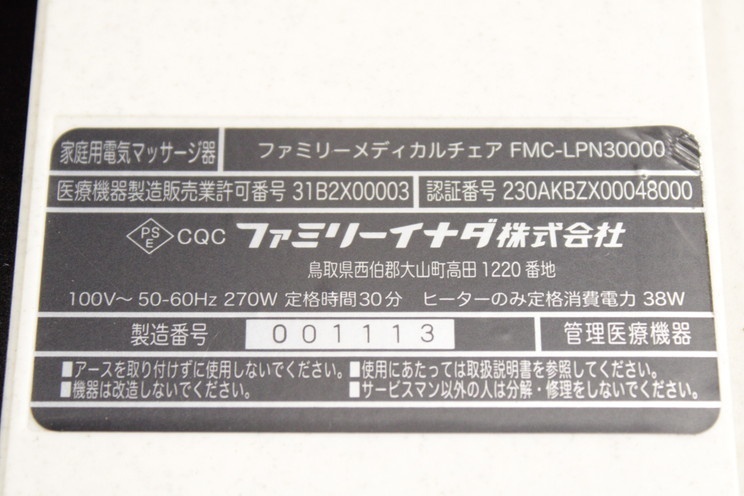 家庭用電気マッサージ器 ファミリーメディカルチェア FMC-LPN30000
医療機器製造販売業許可番号 31B2X00003 認証番号 230AKBZX00048000
PSE CQC ファミリーイナダ株式会社
鳥取県西伯郡大山町高田1220番地
100V～ 50-60Hz 270W 定格時間30分 ヒーターのみ定格消費電力 38W
製造番号 001113 管理医療機器
■アースを取り付けずに使用しないでください。 ■使用にあたっては取扱説明書を参照してください。
■機器は改造しないでください。 ■サービスマン以外の人は分解・修理をしないでください。